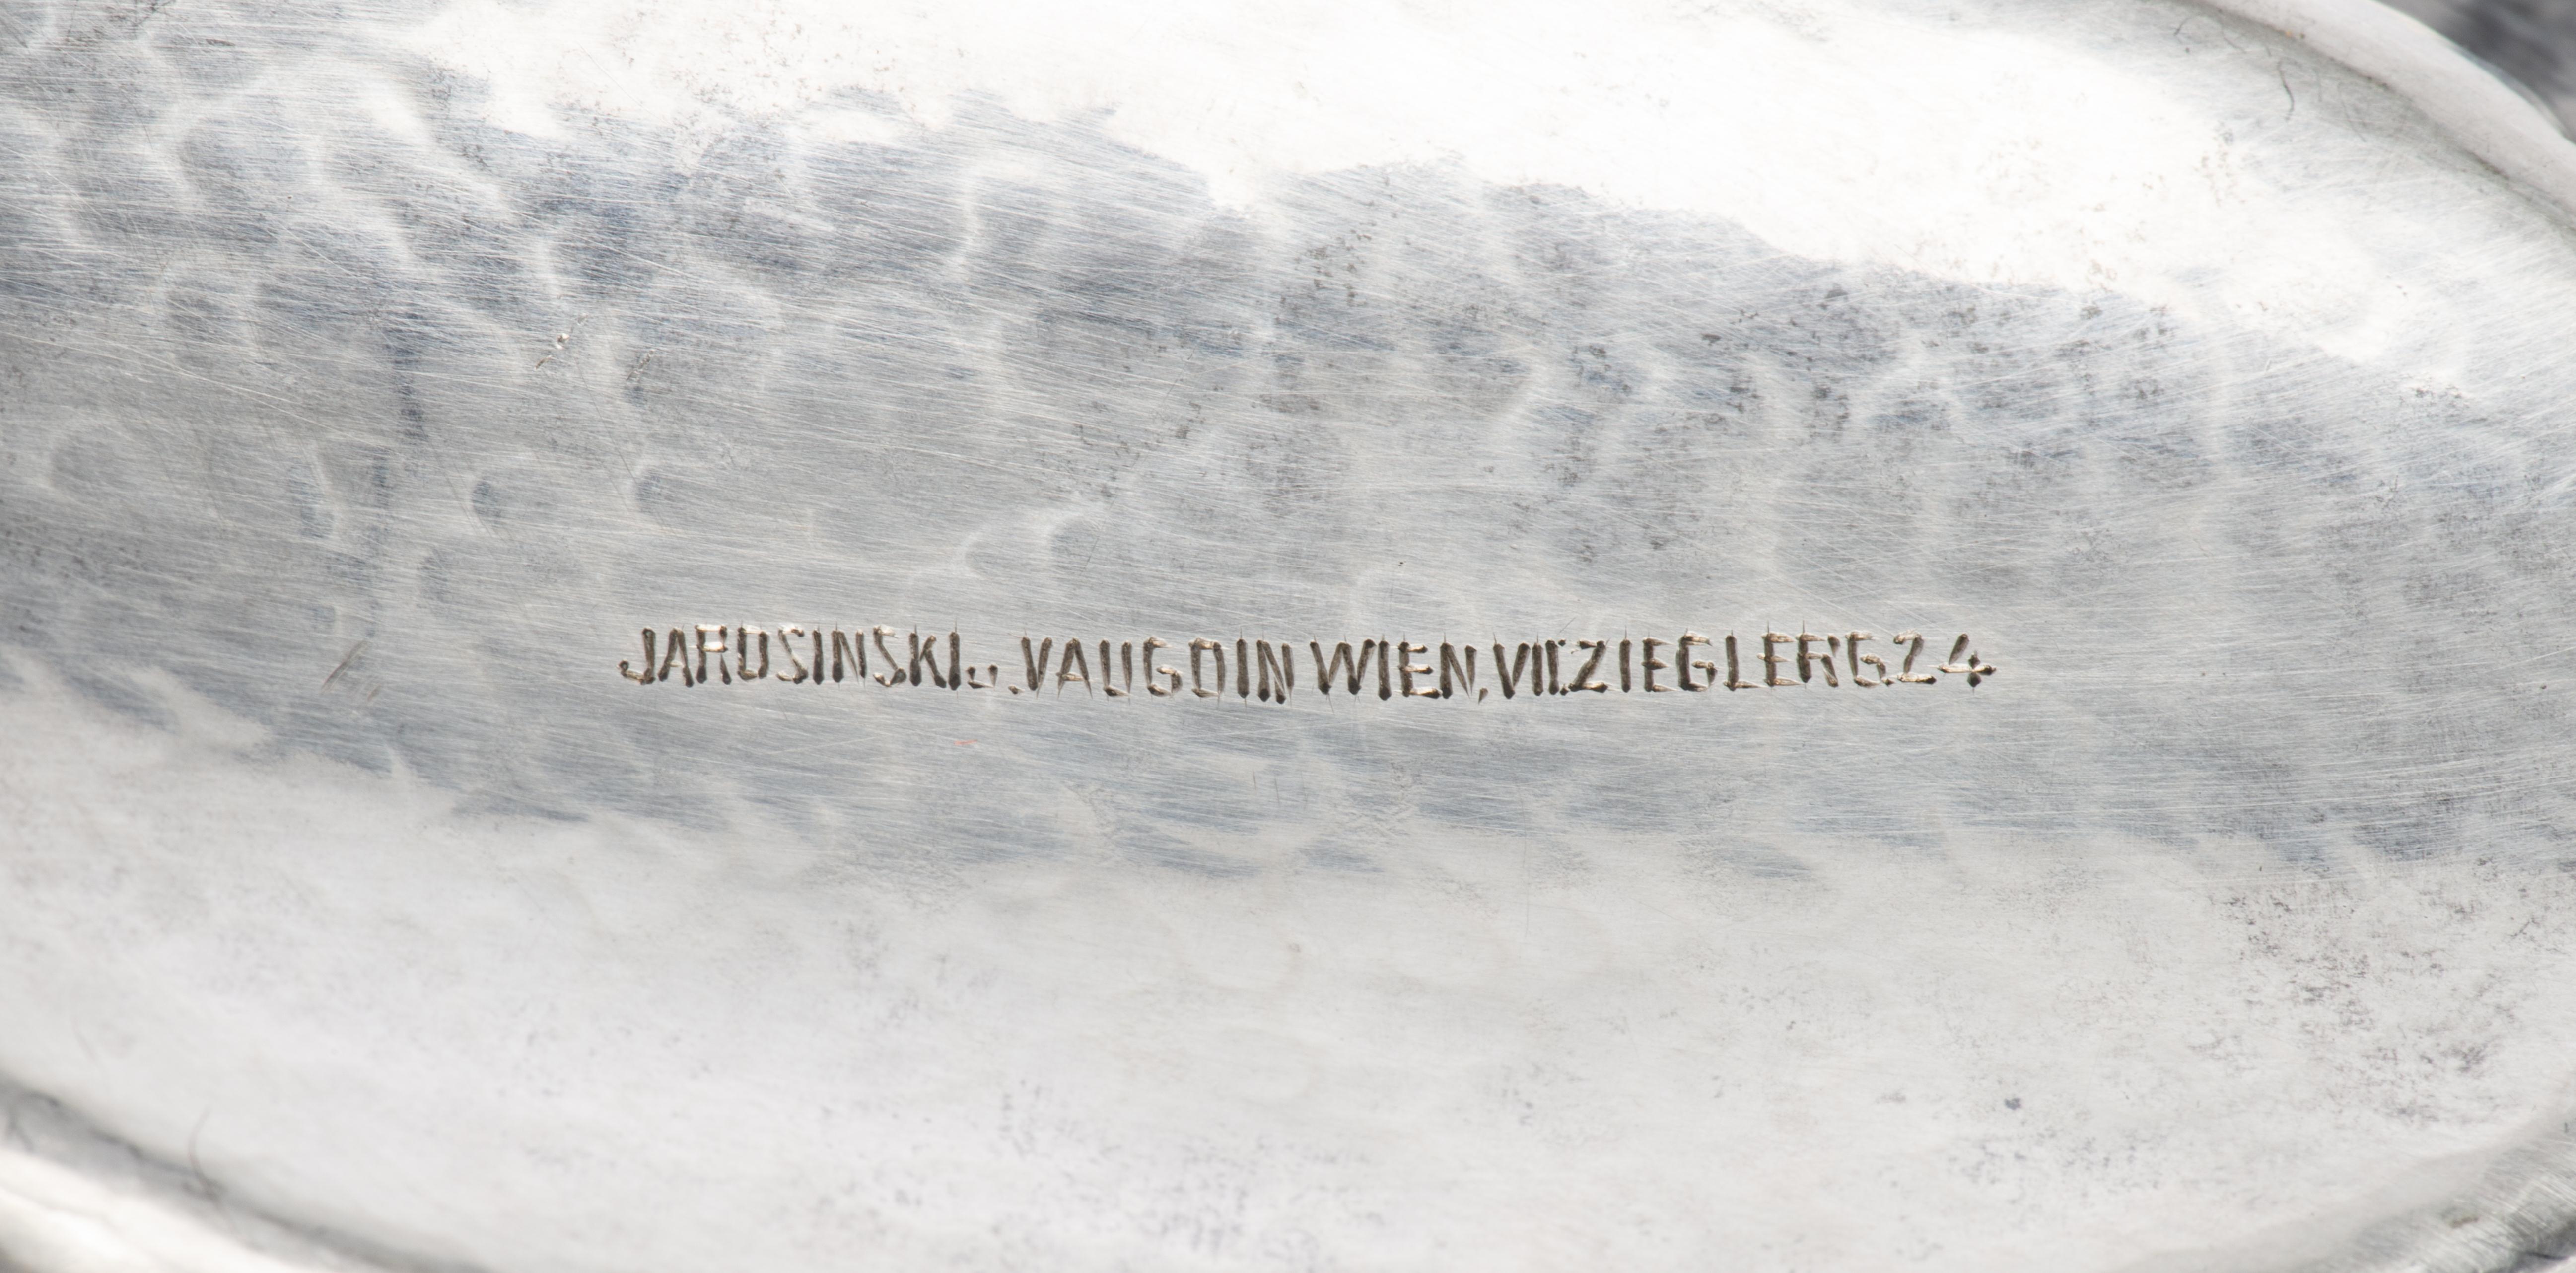 JAROSINSKI u. VAUGOIN WIEN, VII. ZIEGLERG. 24